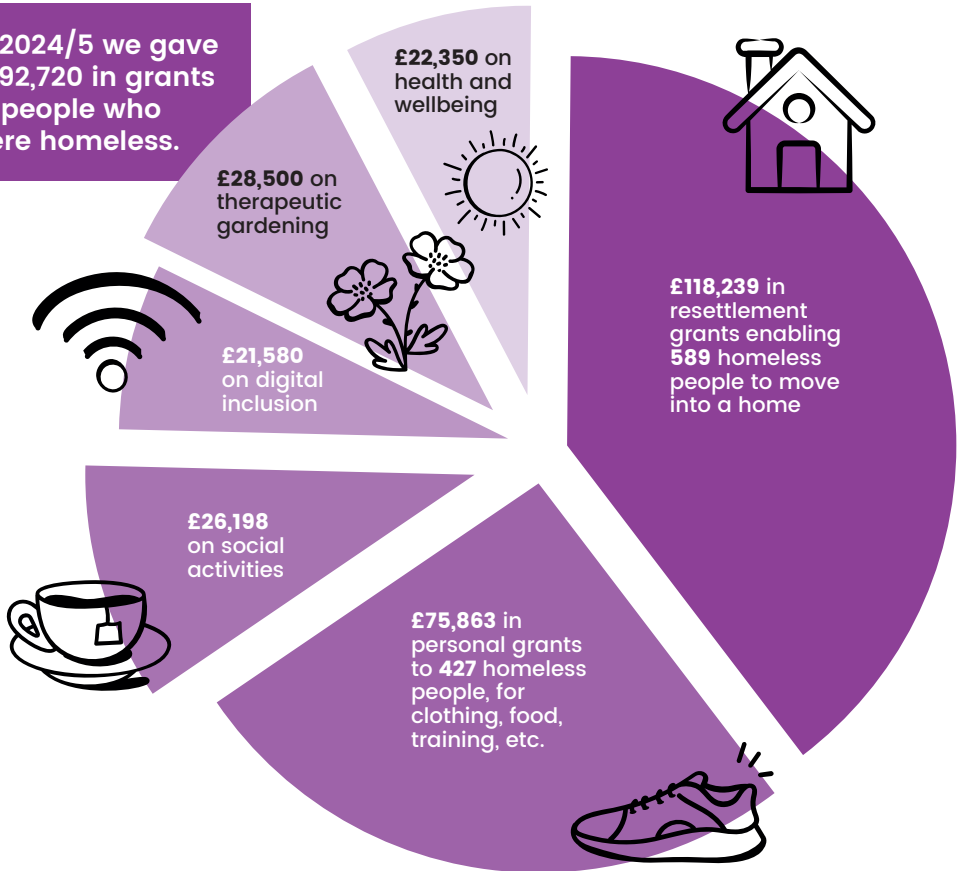 2024/5 we gave
92,720 in grants
people who
ere homeless.
£22,350 on
health and
wellbeing
£28,500 on
therapeutic
gardening
£118,239 in
resettlement
grants enabling
589 homeless
people to move
into a home
£21,580
on digital
inclusion
£26,198
on social
activities
£75,863 in
personal grants
to 427 homeless
people, for
clothing, food,
training, etc.